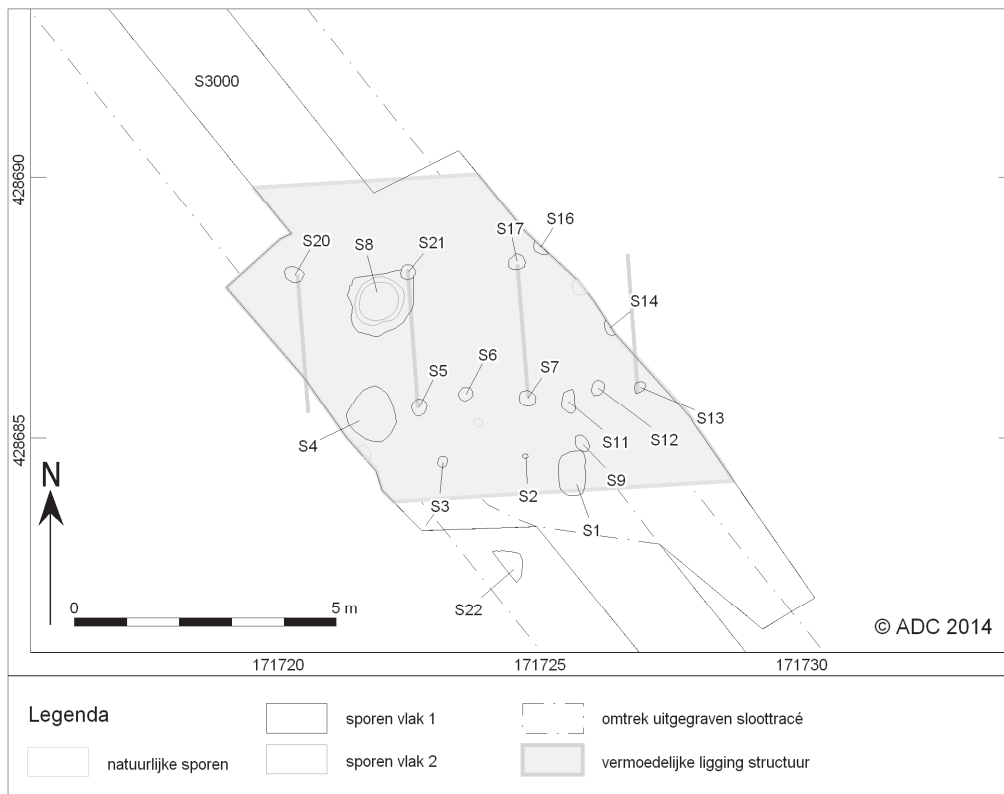 S3000
428690
S16
S17
S20
S8
S21
S14
S6
S5
S7
S4
S11
S12
S13
428685
N
S3
S2
S9
S1
S22
0
5 m
© ADC 2014
171720
171725
171730
Legenda
sporen vlak 1
omtrek uitgegraven sloottracé
natuurlijke sporen
sporen vlak 2
vermoedelijke ligging structuur